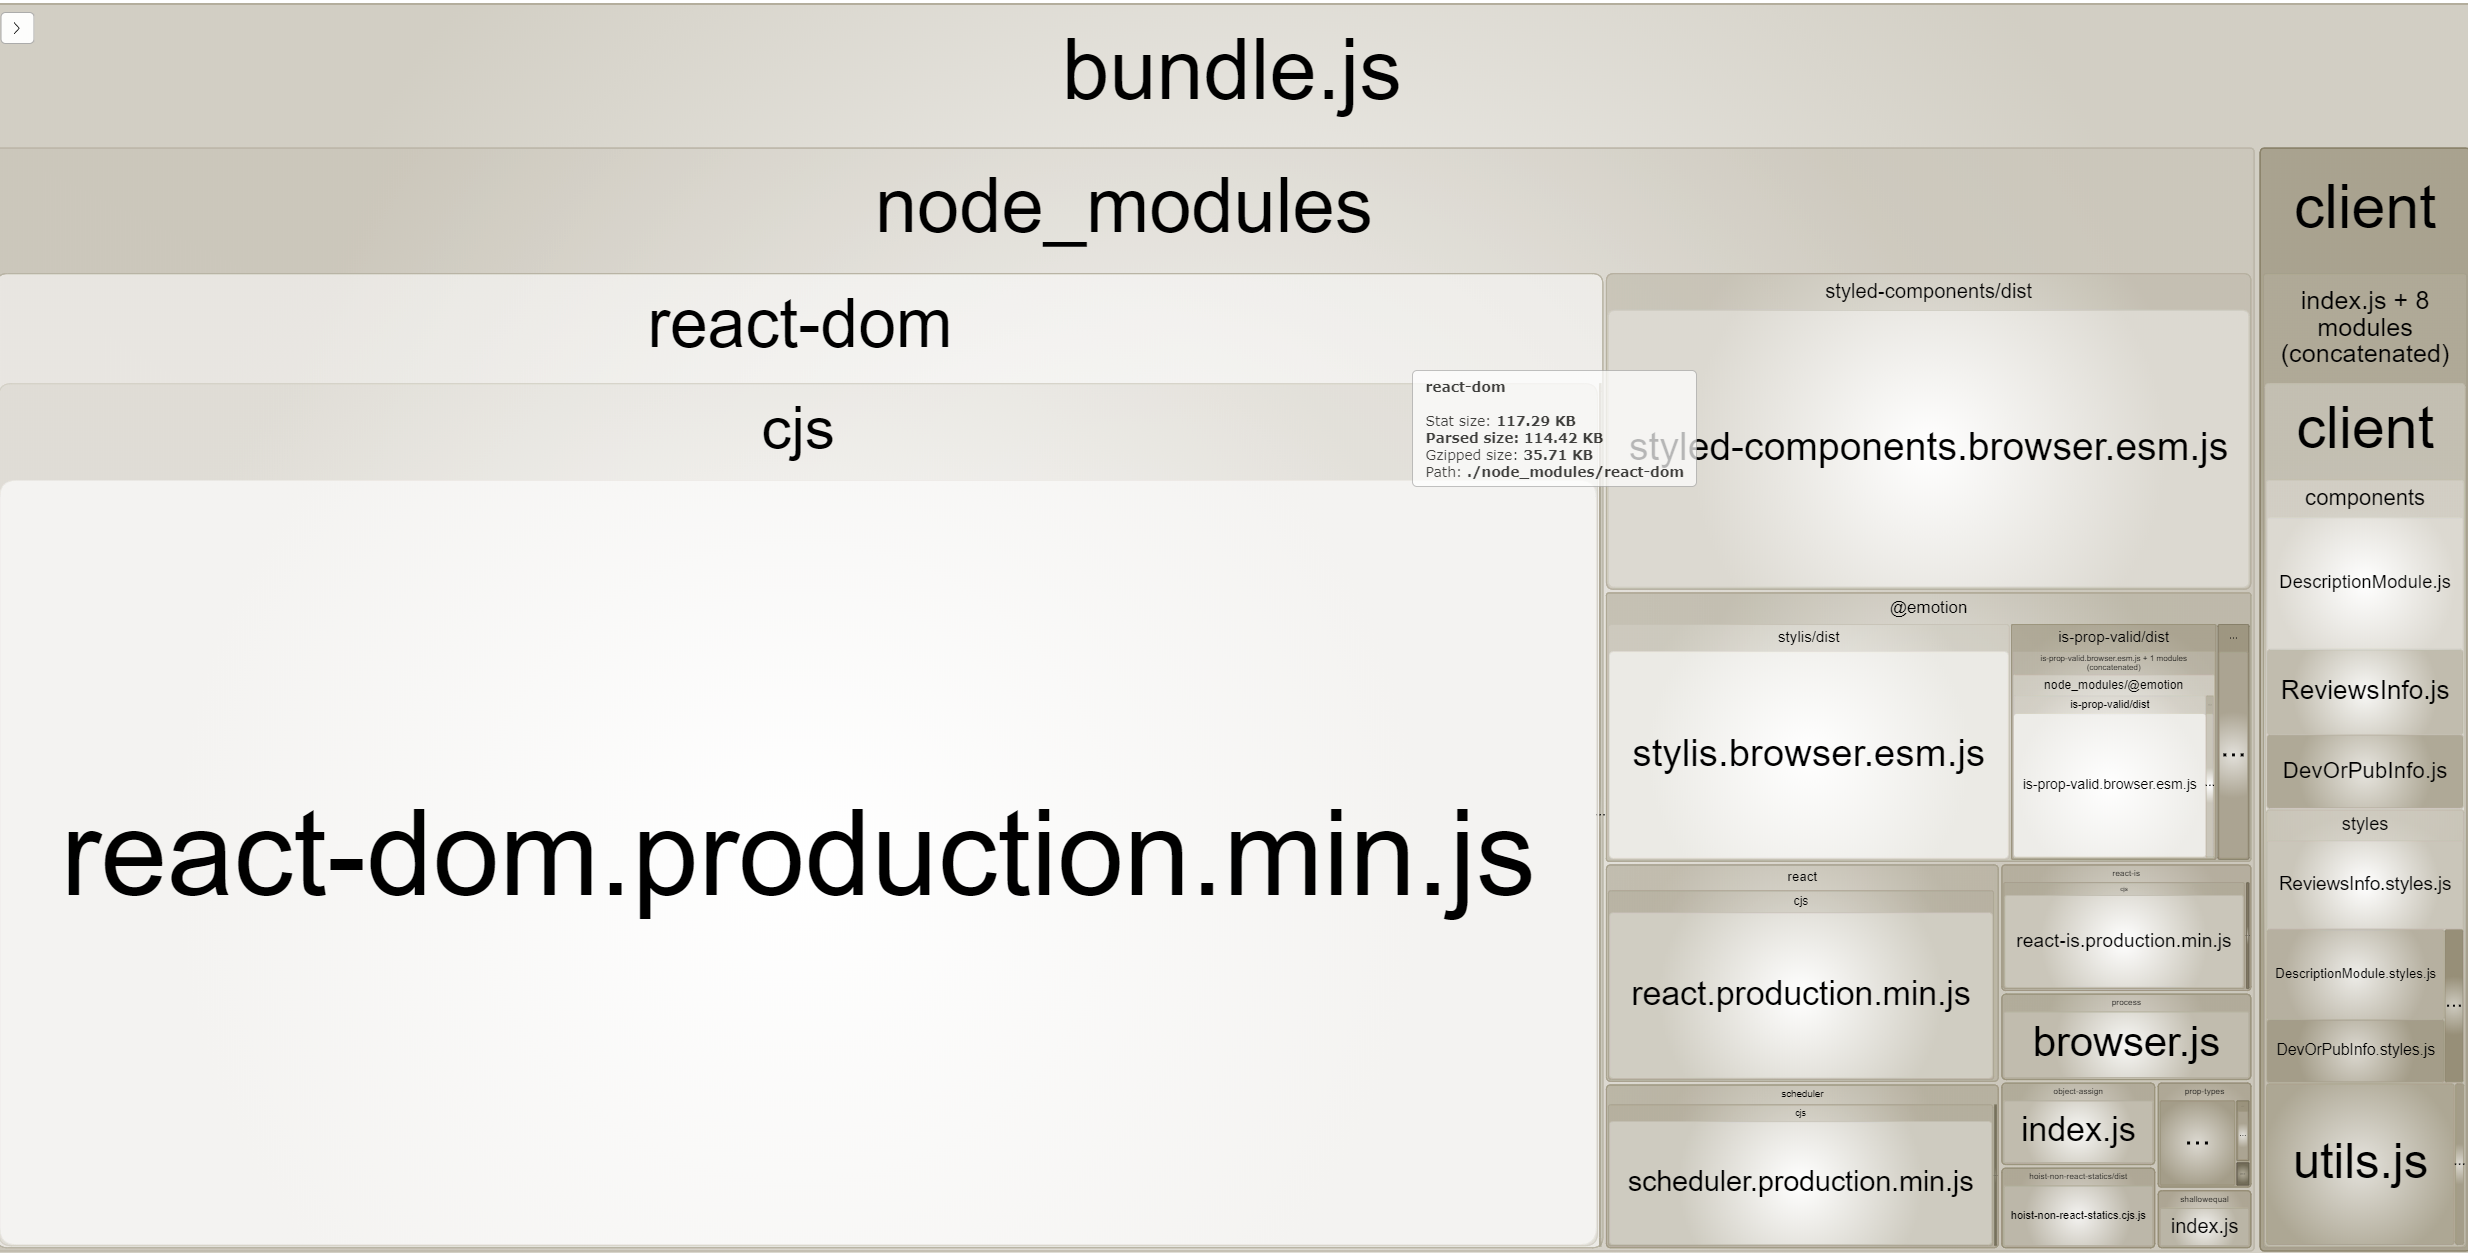 bundle.js
node_modules
client
react-dom
styled-components/dist
index.js + 8
modules
(concatenated)
react-dom
Stat size: 117.29 KB
Parsed size: 114.42 KB
Gzipped size: 35.71 KB
Path: ./node_modules/react-dom
cjs
styled-components.browser.esm.js
client
components
react-dom.production.min.js
...
@emotion
stylis/dist
is-prop-valid/dist
...
is-prop-valid.browser.esm.js + 1 modules
(concatenated)
node_modules/@emotion
is-prop-valid/dist
stylis.browser.esm.js
is-prop-valid.browser.esm.js
...
...
DescriptionModule.js
ReviewsInfo.js
DevOrPubInfo.js
styles
ReviewsInfo.styles.js
DescriptionModule.styles.js
...
DevOrPubInfo.styles.js
utils.js
...
react
cjs
react.production.min.js
react-is
cjs
react-is.production.min.js
process
browser.js
scheduler
cjs
scheduler.production.min.js
object-assign
index.js
prop-types
...
...
hoist-non-react-statics/dist
hoist-non-react-statics.cjs.js
shallowequal
index.js